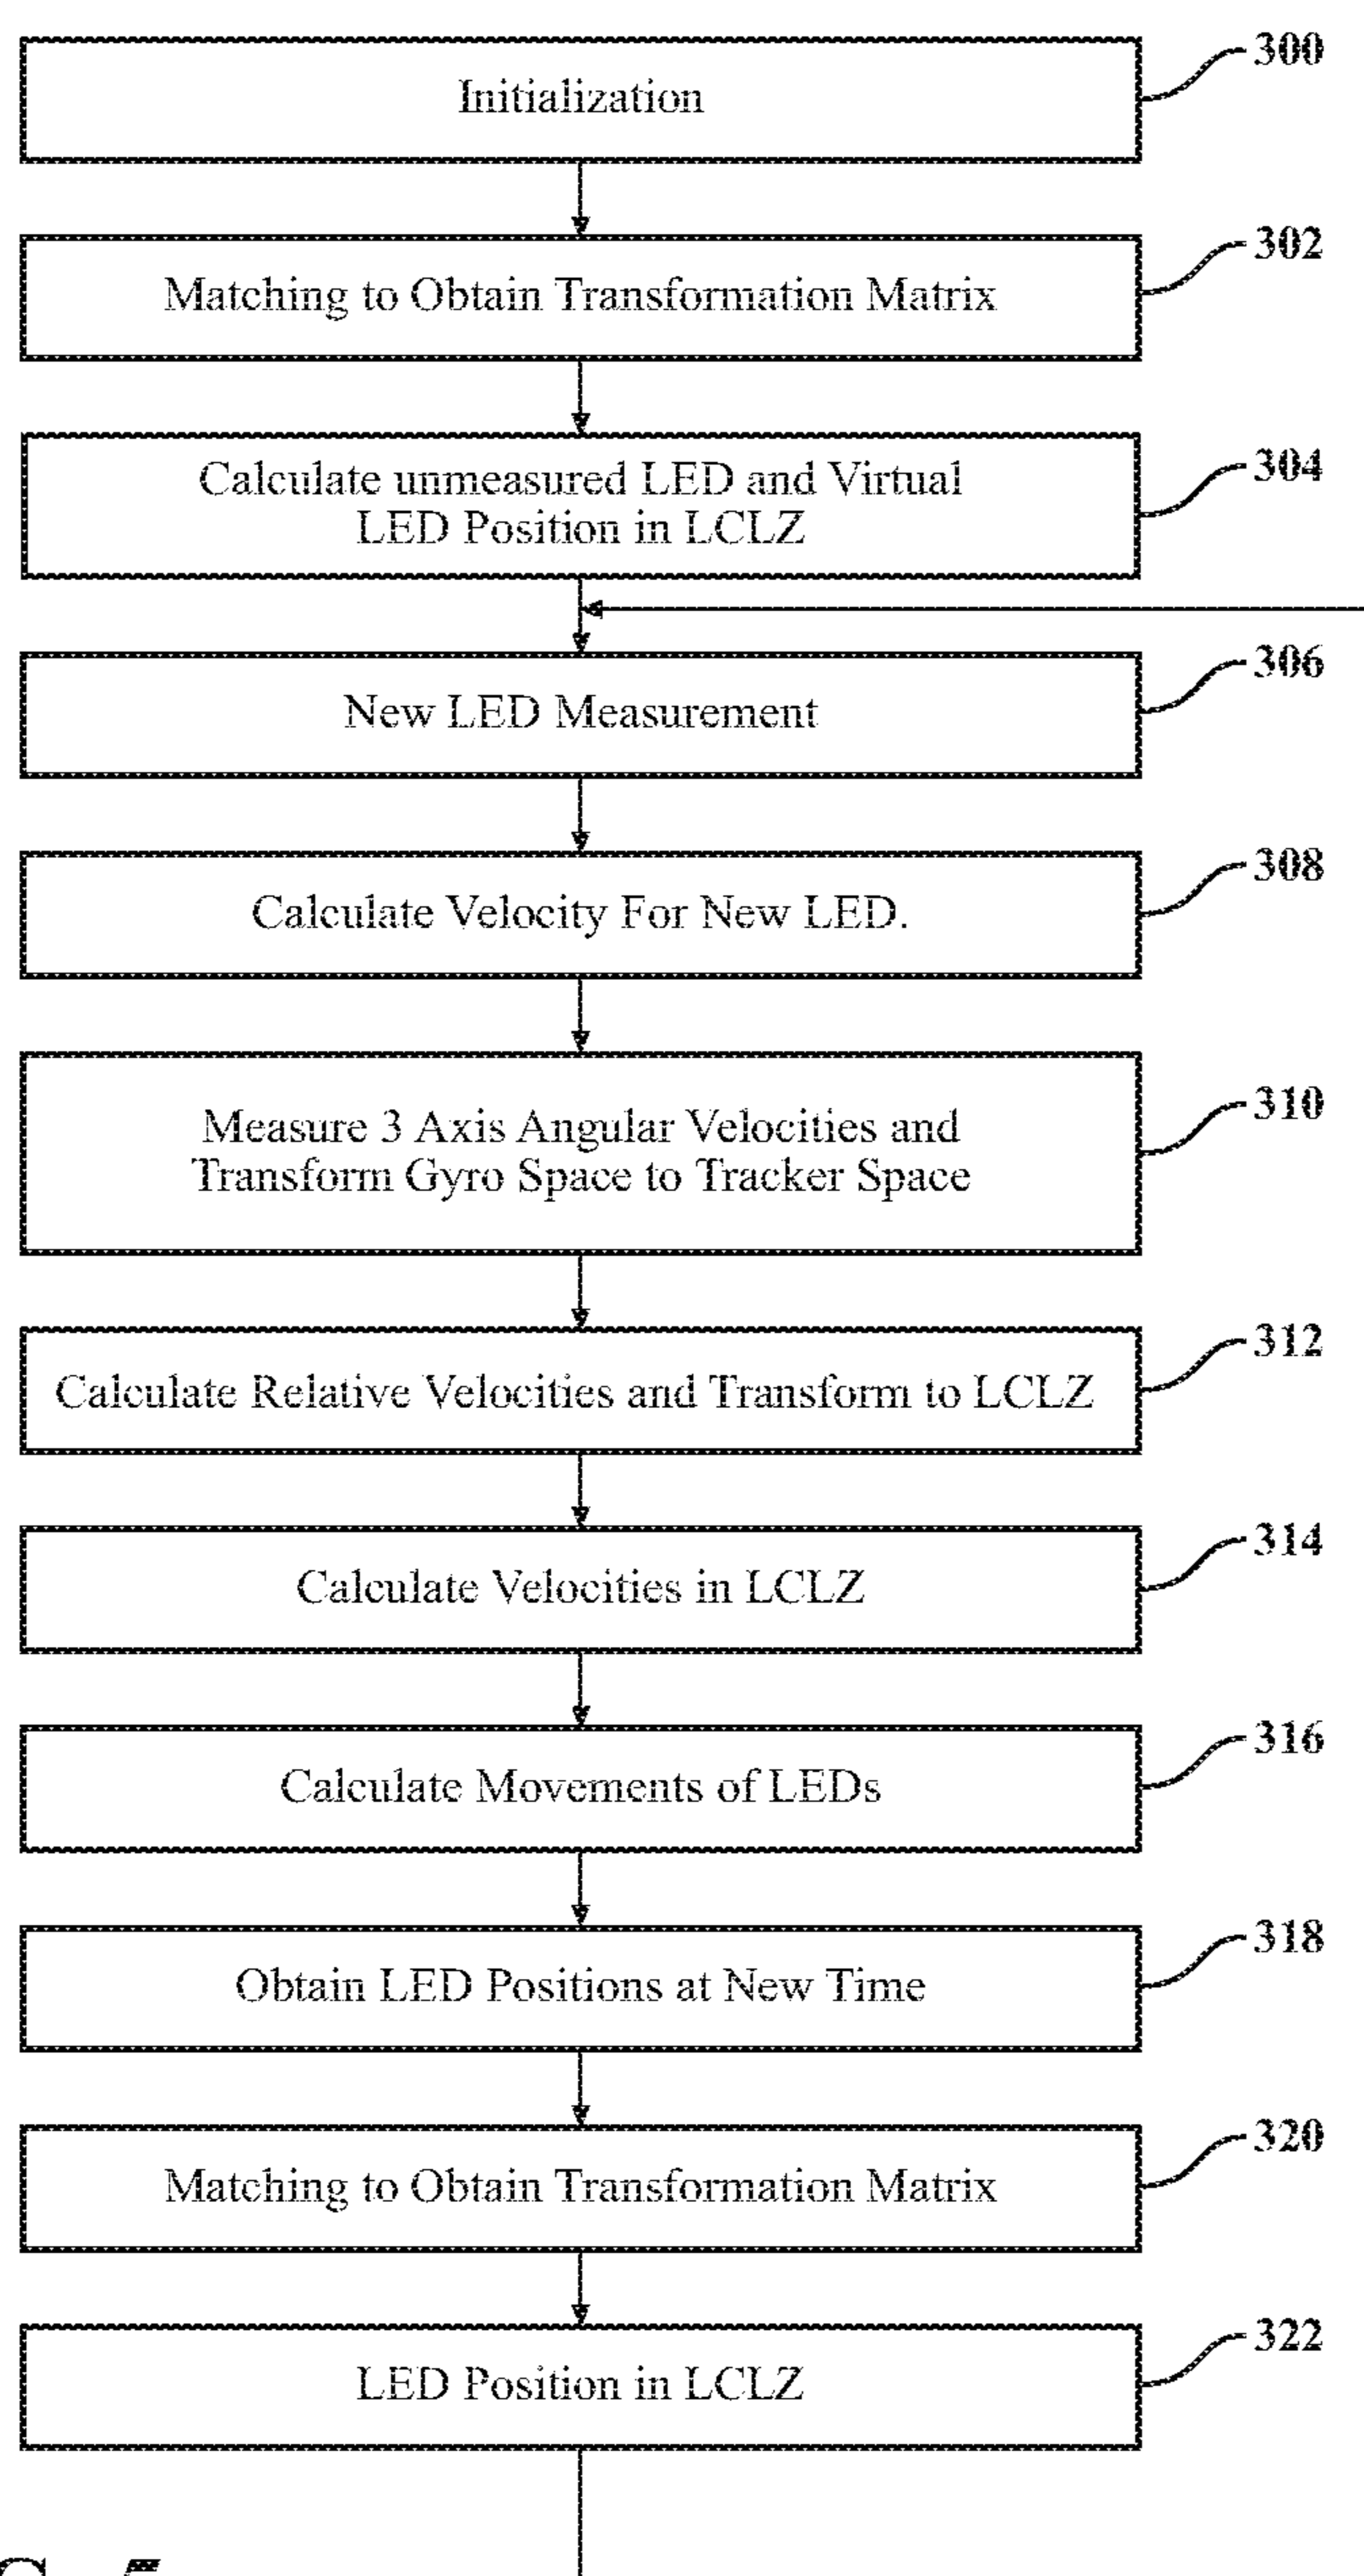 Initialization
300
Matching to Obtain Transformation Matrix
302
Calculate unmeasured LED and Virtual
LED Position in LCLZ
304
New LED Measurement
306
Calculate Velocity For New LED.
308
Measure 3 Axis Angular Velocities and
Transform Gyro Space to Tracker Space
310
Calculate Relative Velocities and Transform to LCLZ
312
Calculate Velocities in LCLZ
314
Calculate Movements of LEDs
316
Obtain LED Positions at New Time
318
Matching to Obtain Transformation Matrix
320
LED Position in LCLZ
322